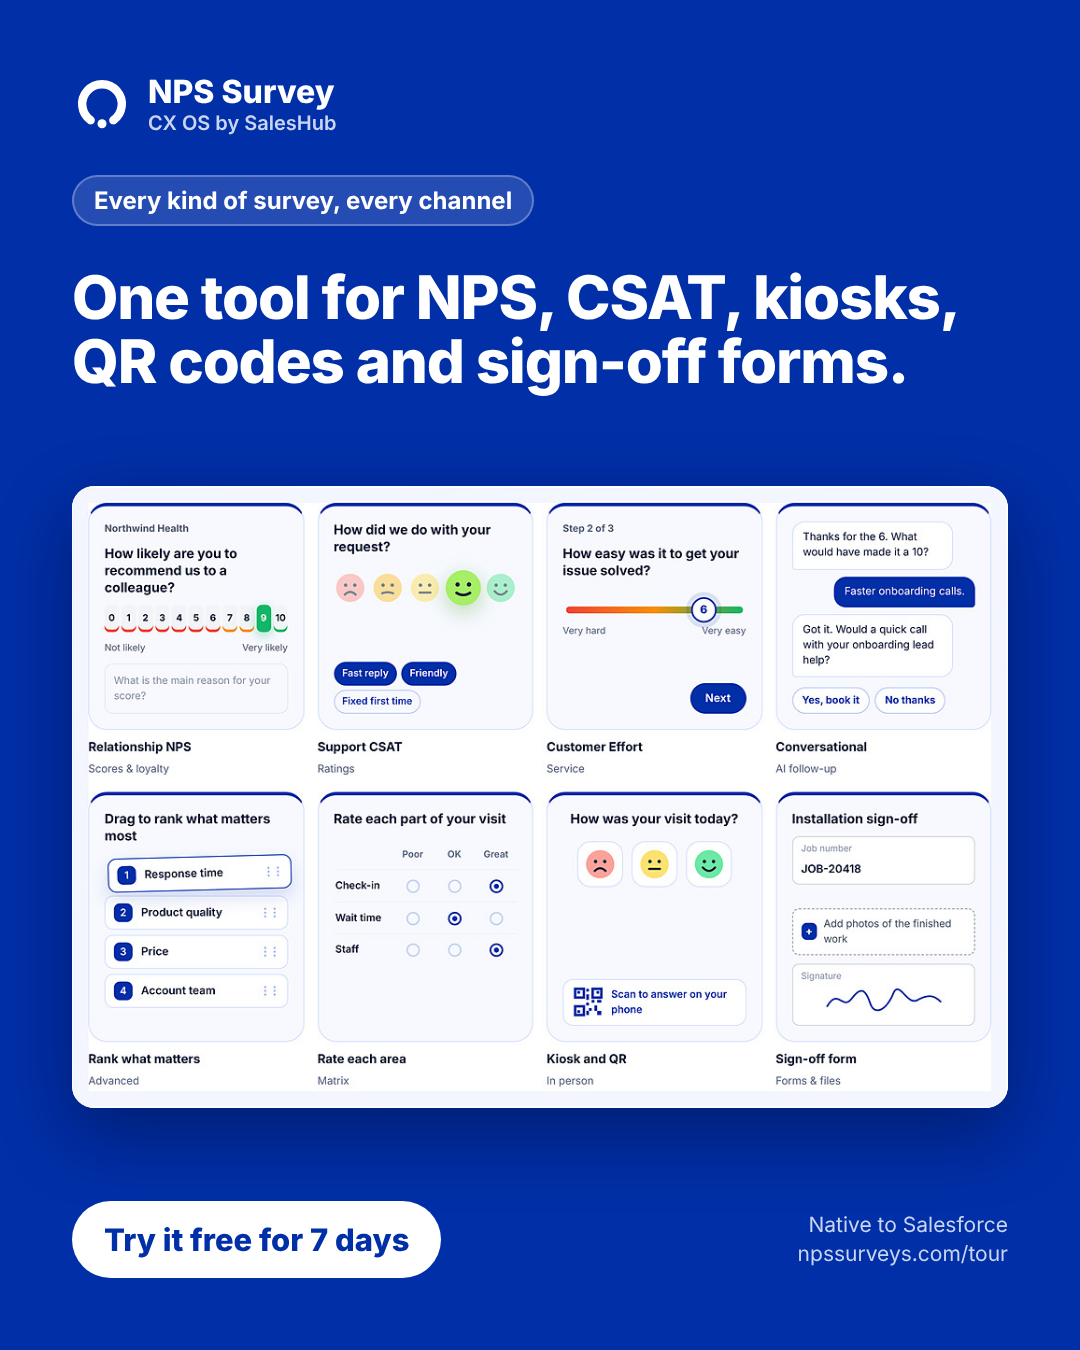 NPS Survey
CX OS by SalesHub
Every kind of survey, every channel
One tool for NPS, CSAT, kiosks,
QR codes and sign-off forms.
Northwind Health
How likely are you to
recommend us to a
colleague?
0 1 2 3 4 5 6 7 8 9 10
Not likely Very likely
What is the main reason for your
score?
Relationship NPS
Scores & loyalty
How did we do with your
request?
Fast reply Friendly
Fixed first time
Support CSAT
Ratings
Step 2 of 3
How easy was it to get your
issue solved?
6
Very hard Very easy
Next
Customer Effort
Service
Thanks for the 6. What
would have made it a 10?
Faster onboarding calls.
Got it. Would a quick call
with your onboarding lead
help?
Yes, book it No thanks
Conversational
AI follow-up
Drag to rank what matters
most
1 Response time
2 Product quality
3 Price
4 Account team
Rank what matters
Advanced
Rate each part of your visit
Poor OK Great
Check-in
Wait time
Staff
Rate each area
Matrix
How was your visit today?
Scan to answer on your
phone
Kiosk and QR
In person
Installation sign-off
Job number
JOB-20418
+ Add photos of the finished
work
Signature
Sign-off form
Forms & files
Try it free for 7 days
Native to Salesforce
npssurveys.com/tour